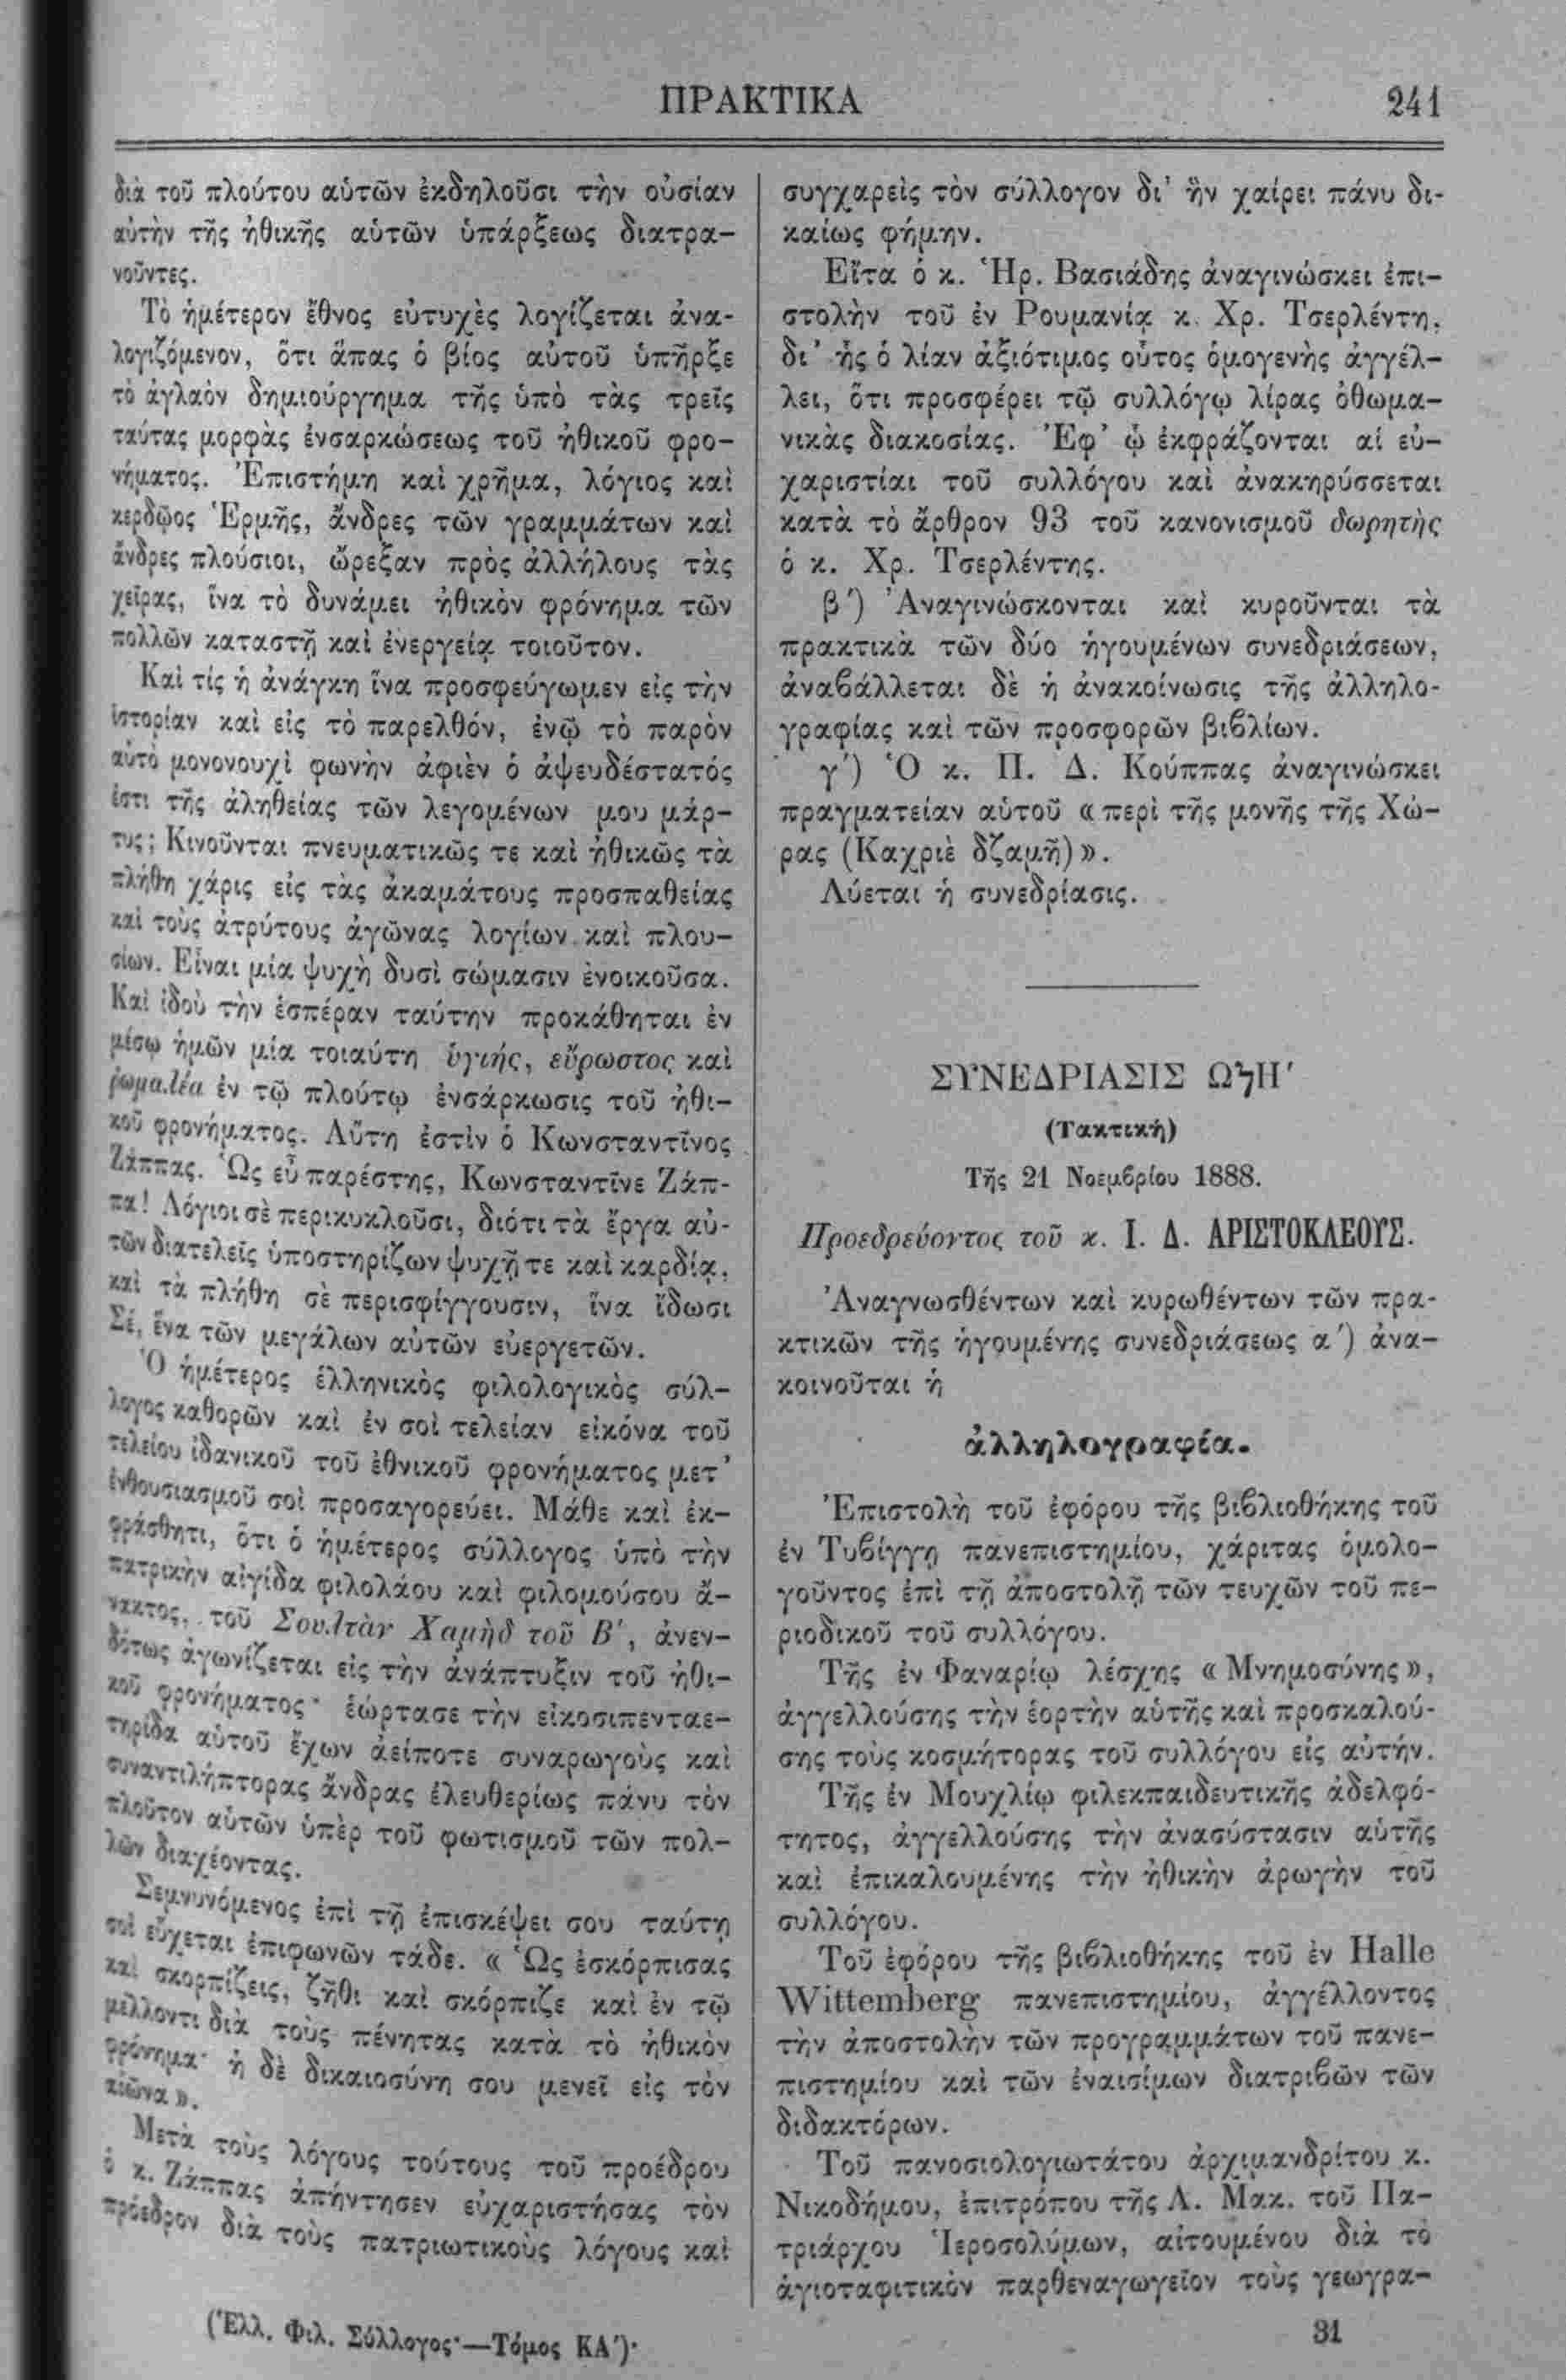 ΠΡΑΚΤΙΚΑ 241
διὰ τοῦ πλούτου αὑτῶν ἐκδηλοῦσι τὴν οὐσίαν
αὐτὴν τῆς ἠθικῆς αὑτῶν ὑπάρξεως διατρα-
νοῦντες.
Τὸ ἡμέτερον ἔθνος εὐτυχὲς λογίζεται ἀνα-
λογιζόμενον, ὅτι ἅπας ὁ βίος αὐτοῦ ὑπῆρξε
τὸ ἀγλαὸν δημιούργημα τῆς ὑπὸ τὰς τρεῖς
ταύτας μορφὰς ἐνσαρκώσεως τοῦ ἠθικοῦ φρο-
νήματος. Ἐπιστήμη καὶ χρῆμα, λόγιος καὶ
κερδῷος Ἑρμῆς, ἄνδρες τῶν γραμμάτων καὶ
ἄνδρες πλούσιοι, ὤρεξαν πρὸς ἀλλήλους τὰς
χεῖρας, ἵνα τὸ δυνάμει ἠθικὸν φρόνημα τῶν
πολλῶν καταστῇ καὶ ἐνεργείᾳ τοιοῦτον.
Καὶ τίς ἡ ἀνάγκη ἵνα προσφεύγωμεν εἰς τὴν
ἱστορίαν καὶ εἰς τὸ παρελθόν, ἐνῷ τὸ παρὸν
αὐτὸ μονονουχὶ φωνὴν ἀφιὲν ὁ ἀψευδέστατός
ἐστι τῆς ἀληθείας τῶν λεγομένων μου μάρ-
τυς; Κινοῦνται πνευματικῶς τε καὶ ἠθικῶς τὰ
πλήθη χάρις εἰς τὰς ἀκαμάτους προσπαθείας
καὶ τοὺς ἀτρύτους ἀγῶνας λογίων καὶ πλου-
σίων. Εἶναι μία ψυχὴ δυσὶ σώμασιν ἐνοικοῦσα.
Καὶ ἰδοὺ τὴν ἑσπέραν ταύτην προκάθηται ἐν
μέσῳ ἡμῶν μία τοιαύτη ὑγιής, εὔρωστος καὶ
ῥωμαλέα ἐν τῷ πλούτῳ ἐνσάρκωσις τοῦ ἠθι-
κοῦ φρονήματος. Αὕτη ἐστὶν ὁ Κωνσταντῖνος
Ζάππας. Ὡς εὖ παρέστης, Κωνσταντῖνε Ζάπ-
πα! Λόγιοι σὲ περικυκλοῦσι, διότι τὰ ἔργα αὐ-
τῶν διατελεῖς ὑποστηρίζων ψυχῇ τε καὶ καρδίᾳ,
καὶ τὰ πλήθη σὲ περισφίγγουσιν, ἵνα ἴδωσι
Σέ, ἕνα τῶν μεγάλων αὐτῶν εὐεργετῶν.
Ὁ ἡμέτερος ἑλληνικὸς φιλολογικὸς σύλ-
λογος καθορῶν καὶ ἐν σοὶ τελείαν εἰκόνα τοῦ
τελείου ἰδανικοῦ τοῦ ἐθνικοῦ φρονήματος μετ'
ἐνθουσιασμοῦ σοὶ προσαγορεύει. Μάθε καὶ ἐκ-
φράσθητι, ὅτι ὁ ἡμέτερος σύλλογος ὑπὸ τὴν
πατρικὴν αἰγίδα φιλολάου καὶ φιλομούσου ἄ-
νακτος, τοῦ Σουλτὰν Χαμὴδ τοῦ Β', ἀνεν-
δότως ἀγωνίζεται εἰς τὴν ἀνάπτυξιν τοῦ ἠθι-
κοῦ φρονήματος· ἑώρτασε τὴν εἰκοσιπενταε-
τηρίδα αὑτοῦ ἔχων ἀείποτε συναρωγοὺς καὶ
συναντιλήπτορας ἄνδρας ἐλευθερίως πάνυ τὸν
πλοῦτον αὑτῶν ὑπὲρ τοῦ φωτισμοῦ τῶν πολ-
λῶν διαχέοντας.
Σεμνυνόμενος ἐπὶ τῇ ἐπισκέψει σου ταύτῃ
σοὶ εὔχεται ἐπιφωνῶν τάδε. « Ὡς ἐσκόρπισας
καὶ σκορπίζεις, ζῆθι καὶ σκόρπιζε καὶ ἐν τῷ
μέλλοντι διὰ τοὺς πένητας κατὰ τὸ ἠθικὸν
φρόνημα· ἡ δὲ δικαιοσύνη σου μενεῖ εἰς τὸν
αἰῶνα ».
Μετὰ τοὺς λόγους τούτους τοῦ προέδρου
ὁ κ. Ζάππας ἀπήντησεν εὐχαριστήσας τὸν
πρόεδρον διὰ τοὺς πατριωτικοὺς λόγους καὶ
(Ἑλλ. Φιλ. Σύλλογος·—Τόμος ΚΑ')·
συγχαρεὶς τὸν σύλλογον δι' ἣν χαίρει πάνυ δι-
καίως φήμην.
Εἶτα ὁ κ. Ἡρ. Βασιάδης ἀναγινώσκει ἐπι-
στολὴν τοῦ ἐν Ρουμανίᾳ κ. Χρ. Τσερλέντη,
δι' ἧς ὁ λίαν ἀξιότιμος οὗτος ὁμογενὴς ἀγγέλ-
λει, ὅτι προσφέρει τῷ συλλόγῳ λίρας ὀθωμα-
νικὰς διακοσίας. Ἐφ' ᾧ ἐκφράζονται αἱ εὐ-
χαριστίαι τοῦ συλλόγου καὶ ἀνακηρύσσεται
κατὰ τὸ ἄρθρον 93 τοῦ κανονισμοῦ δωρητὴς
ὁ κ. Χρ. Τσερλέντης.
β') Ἀναγινώσκονται καὶ κυροῦνται τὰ
πρακτικὰ τῶν δύο ἡγουμένων συνεδριάσεων,
ἀναβάλλεται δὲ ἡ ἀνακοίνωσις τῆς ἀλληλο-
γραφίας καὶ τῶν προσφορῶν βιβλίων.
γ') Ὁ κ. Π. Δ. Κούππας ἀναγινώσκει
πραγματείαν αὑτοῦ « περὶ τῆς μονῆς τῆς Χώ-
ρας (Καχριὲ δζαμῆ) ».
Λύεται ἡ συνεδρίασις.
ΣΥΝΕΔΡΙΑΣΙΣ ΩϞΗ'
(Τακτικὴ)
Τῆς 21 Νοεμβρίου 1888.
Προεδρεύοντος τοῦ κ. Ι. Δ. ΑΡΙΣΤΟΚΛΕΟΥΣ.
Ἀναγνωσθέντων καὶ κυρωθέντων τῶν πρα-
κτικῶν τῆς ἡγουμένης συνεδριάσεως α') ἀνα-
κοινοῦται ἡ
ἀλληλογραφία.
Ἐπιστολὴ τοῦ ἐφόρου τῆς βιβλιοθήκης τοῦ
ἐν Τυβίγγῃ πανεπιστημίου, χάριτας ὁμολο-
γοῦντος ἐπὶ τῇ ἀποστολῇ τῶν τευχῶν τοῦ πε-
ριοδικοῦ τοῦ συλλόγου.
Τῆς ἐν Φαναρίῳ λέσχης « Μνημοσύνης »,
ἀγγελλούσης τὴν ἑορτὴν αὑτῆς καὶ προσκαλού-
σης τοὺς κοσμήτορας τοῦ συλλόγου εἰς αὐτήν.
Τῆς ἐν Μουχλίῳ φιλεκπαιδευτικῆς ἀδελφό-
τητος, ἀγγελλούσης τὴν ἀνασύστασιν αὑτῆς
καὶ ἐπικαλουμένης τὴν ἠθικὴν ἀρωγὴν τοῦ
συλλόγου.
Τοῦ ἐφόρου τῆς βιβλιοθήκης τοῦ ἐν Halle
Wittemberg πανεπιστημίου, ἀγγέλλοντος
τὴν ἀποστολὴν τῶν προγραμμάτων τοῦ πανε-
πιστημίου καὶ τῶν ἐναισίμων διατριβῶν τῶν
διδακτόρων.
Τοῦ πανοσιολογιωτάτου ἀρχιμανδρίτου κ.
Νικοδήμου, ἐπιτρόπου τῆς Α. Μακ. τοῦ Πα-
τριάρχου Ἱεροσολύμων, αἰτουμένου διὰ τὸ
ἁγιοταφιτικὸν παρθεναγωγεῖον τοὺς γεωγρα-
31